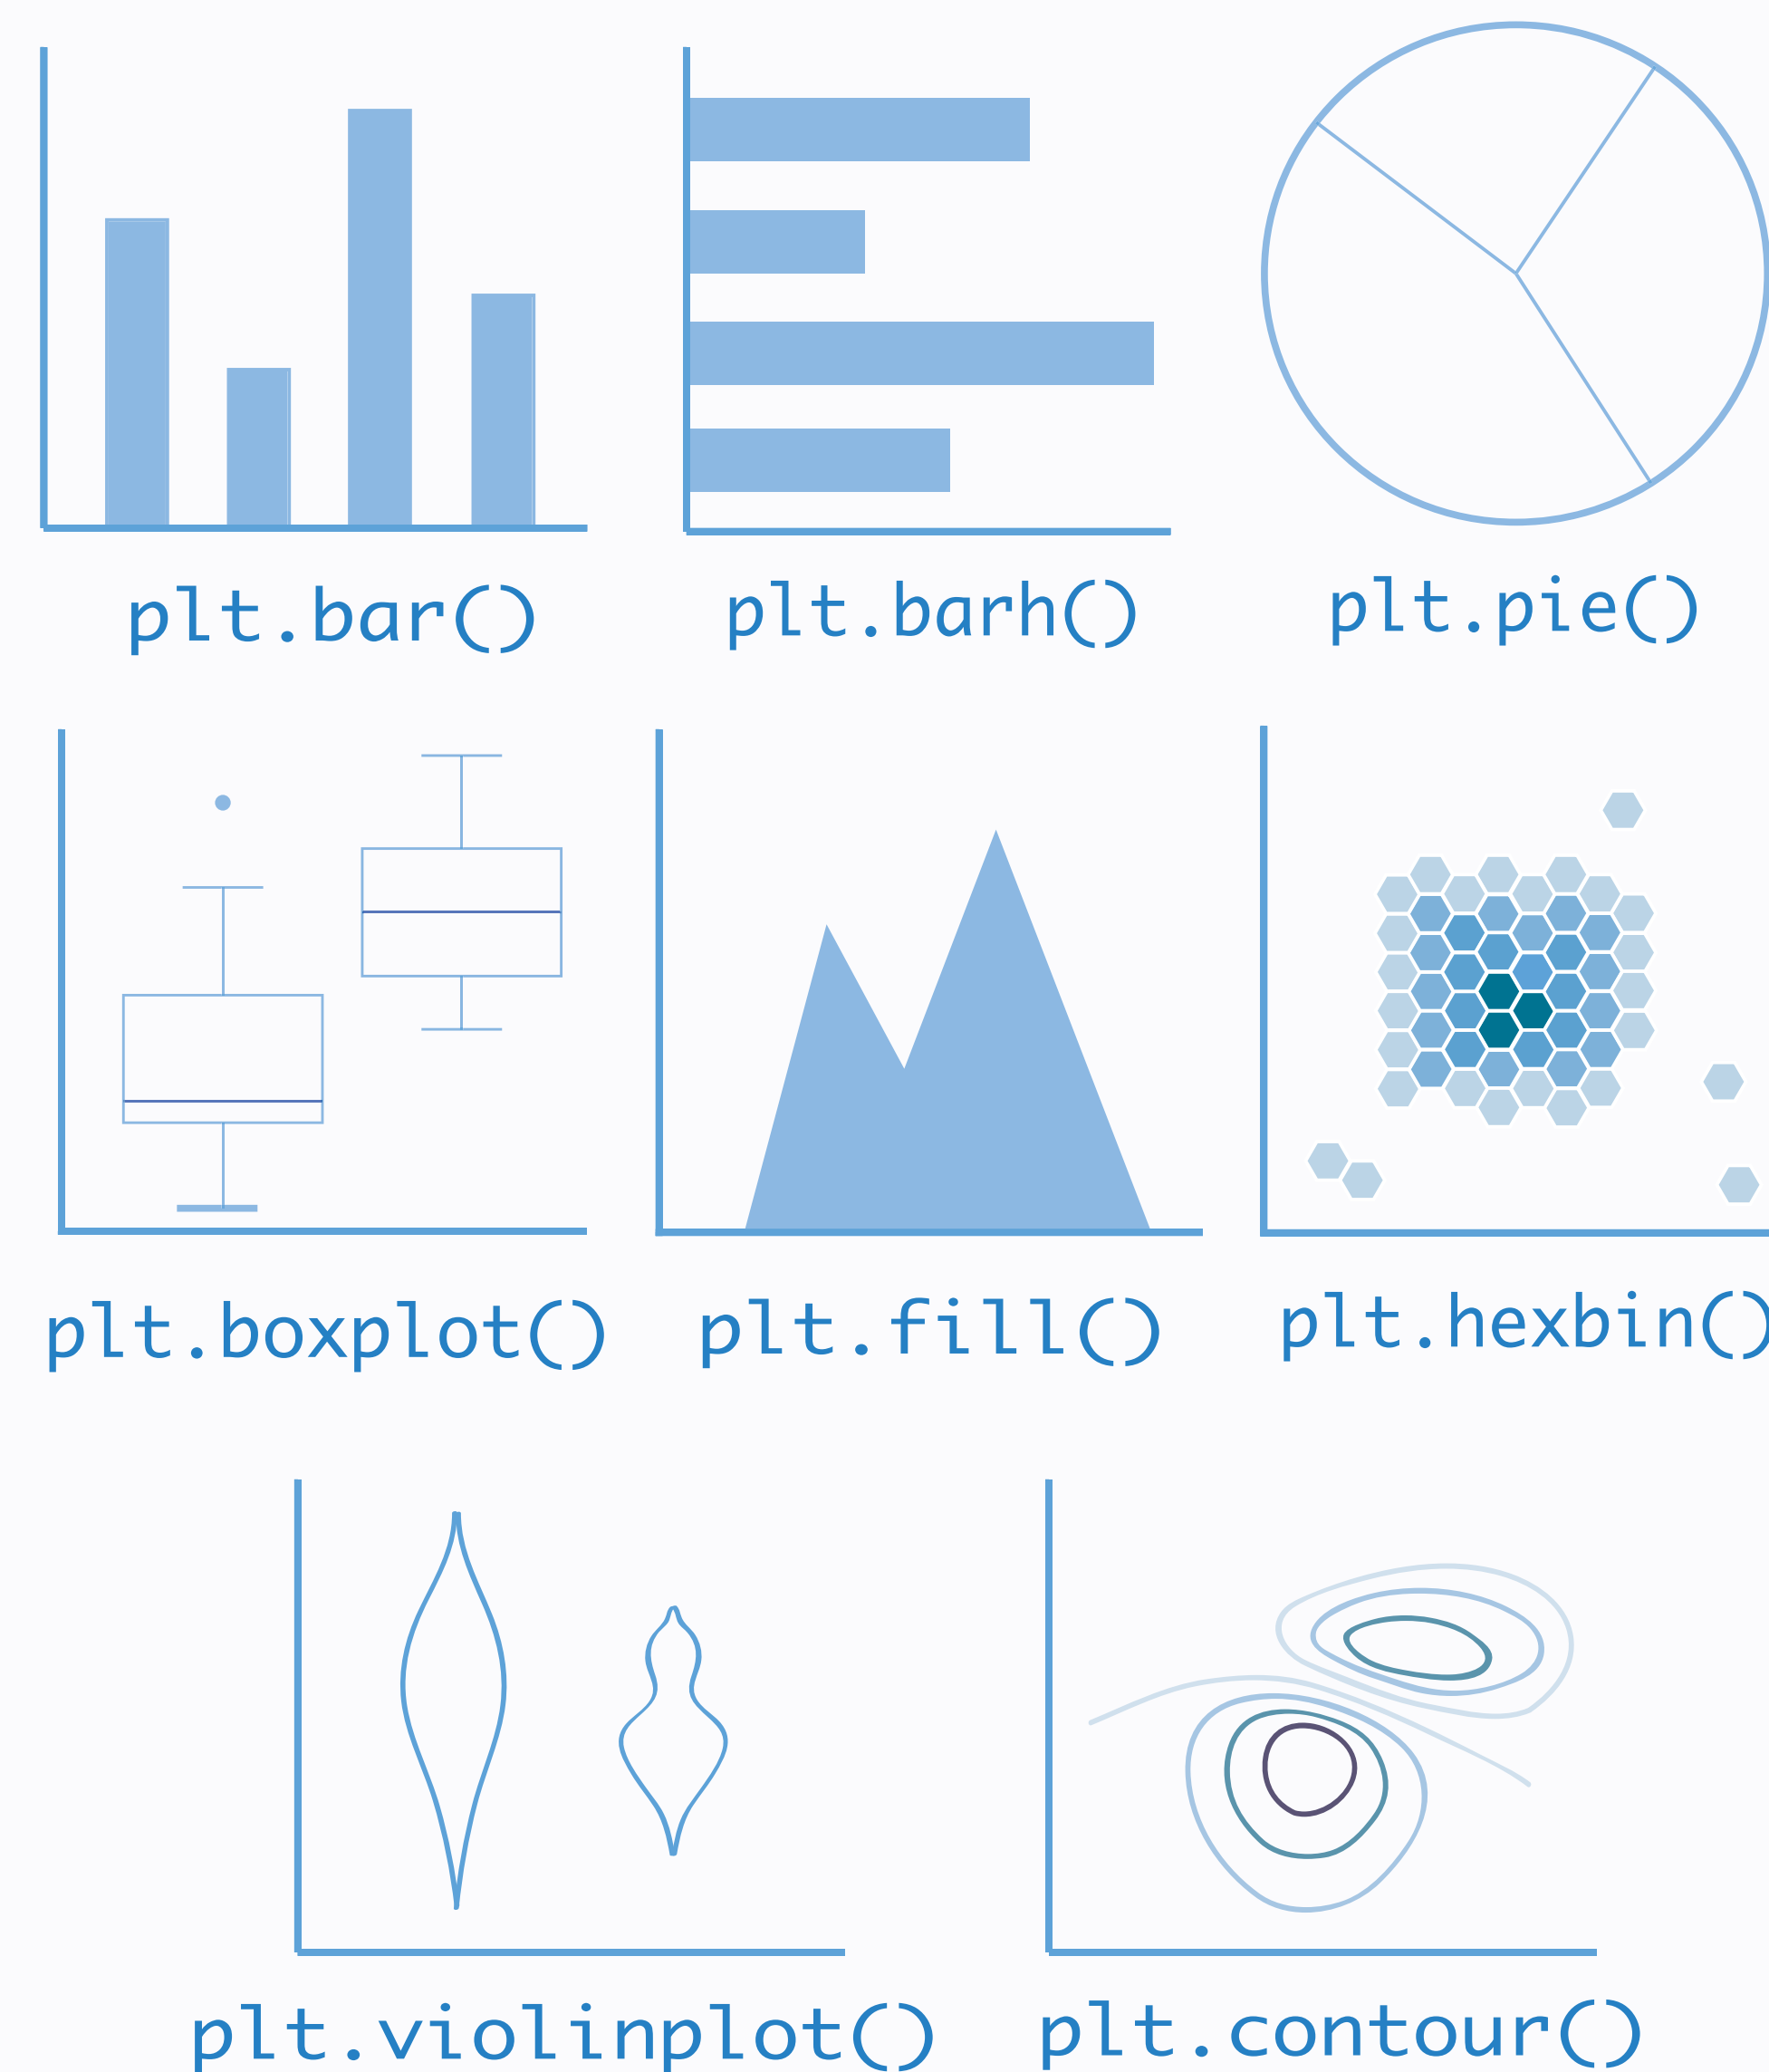 plt.bar() plt.barh() plt.pie()
plt.boxplot() plt.fill() plt.hexbin()
plt.violinplot() plt.contour()